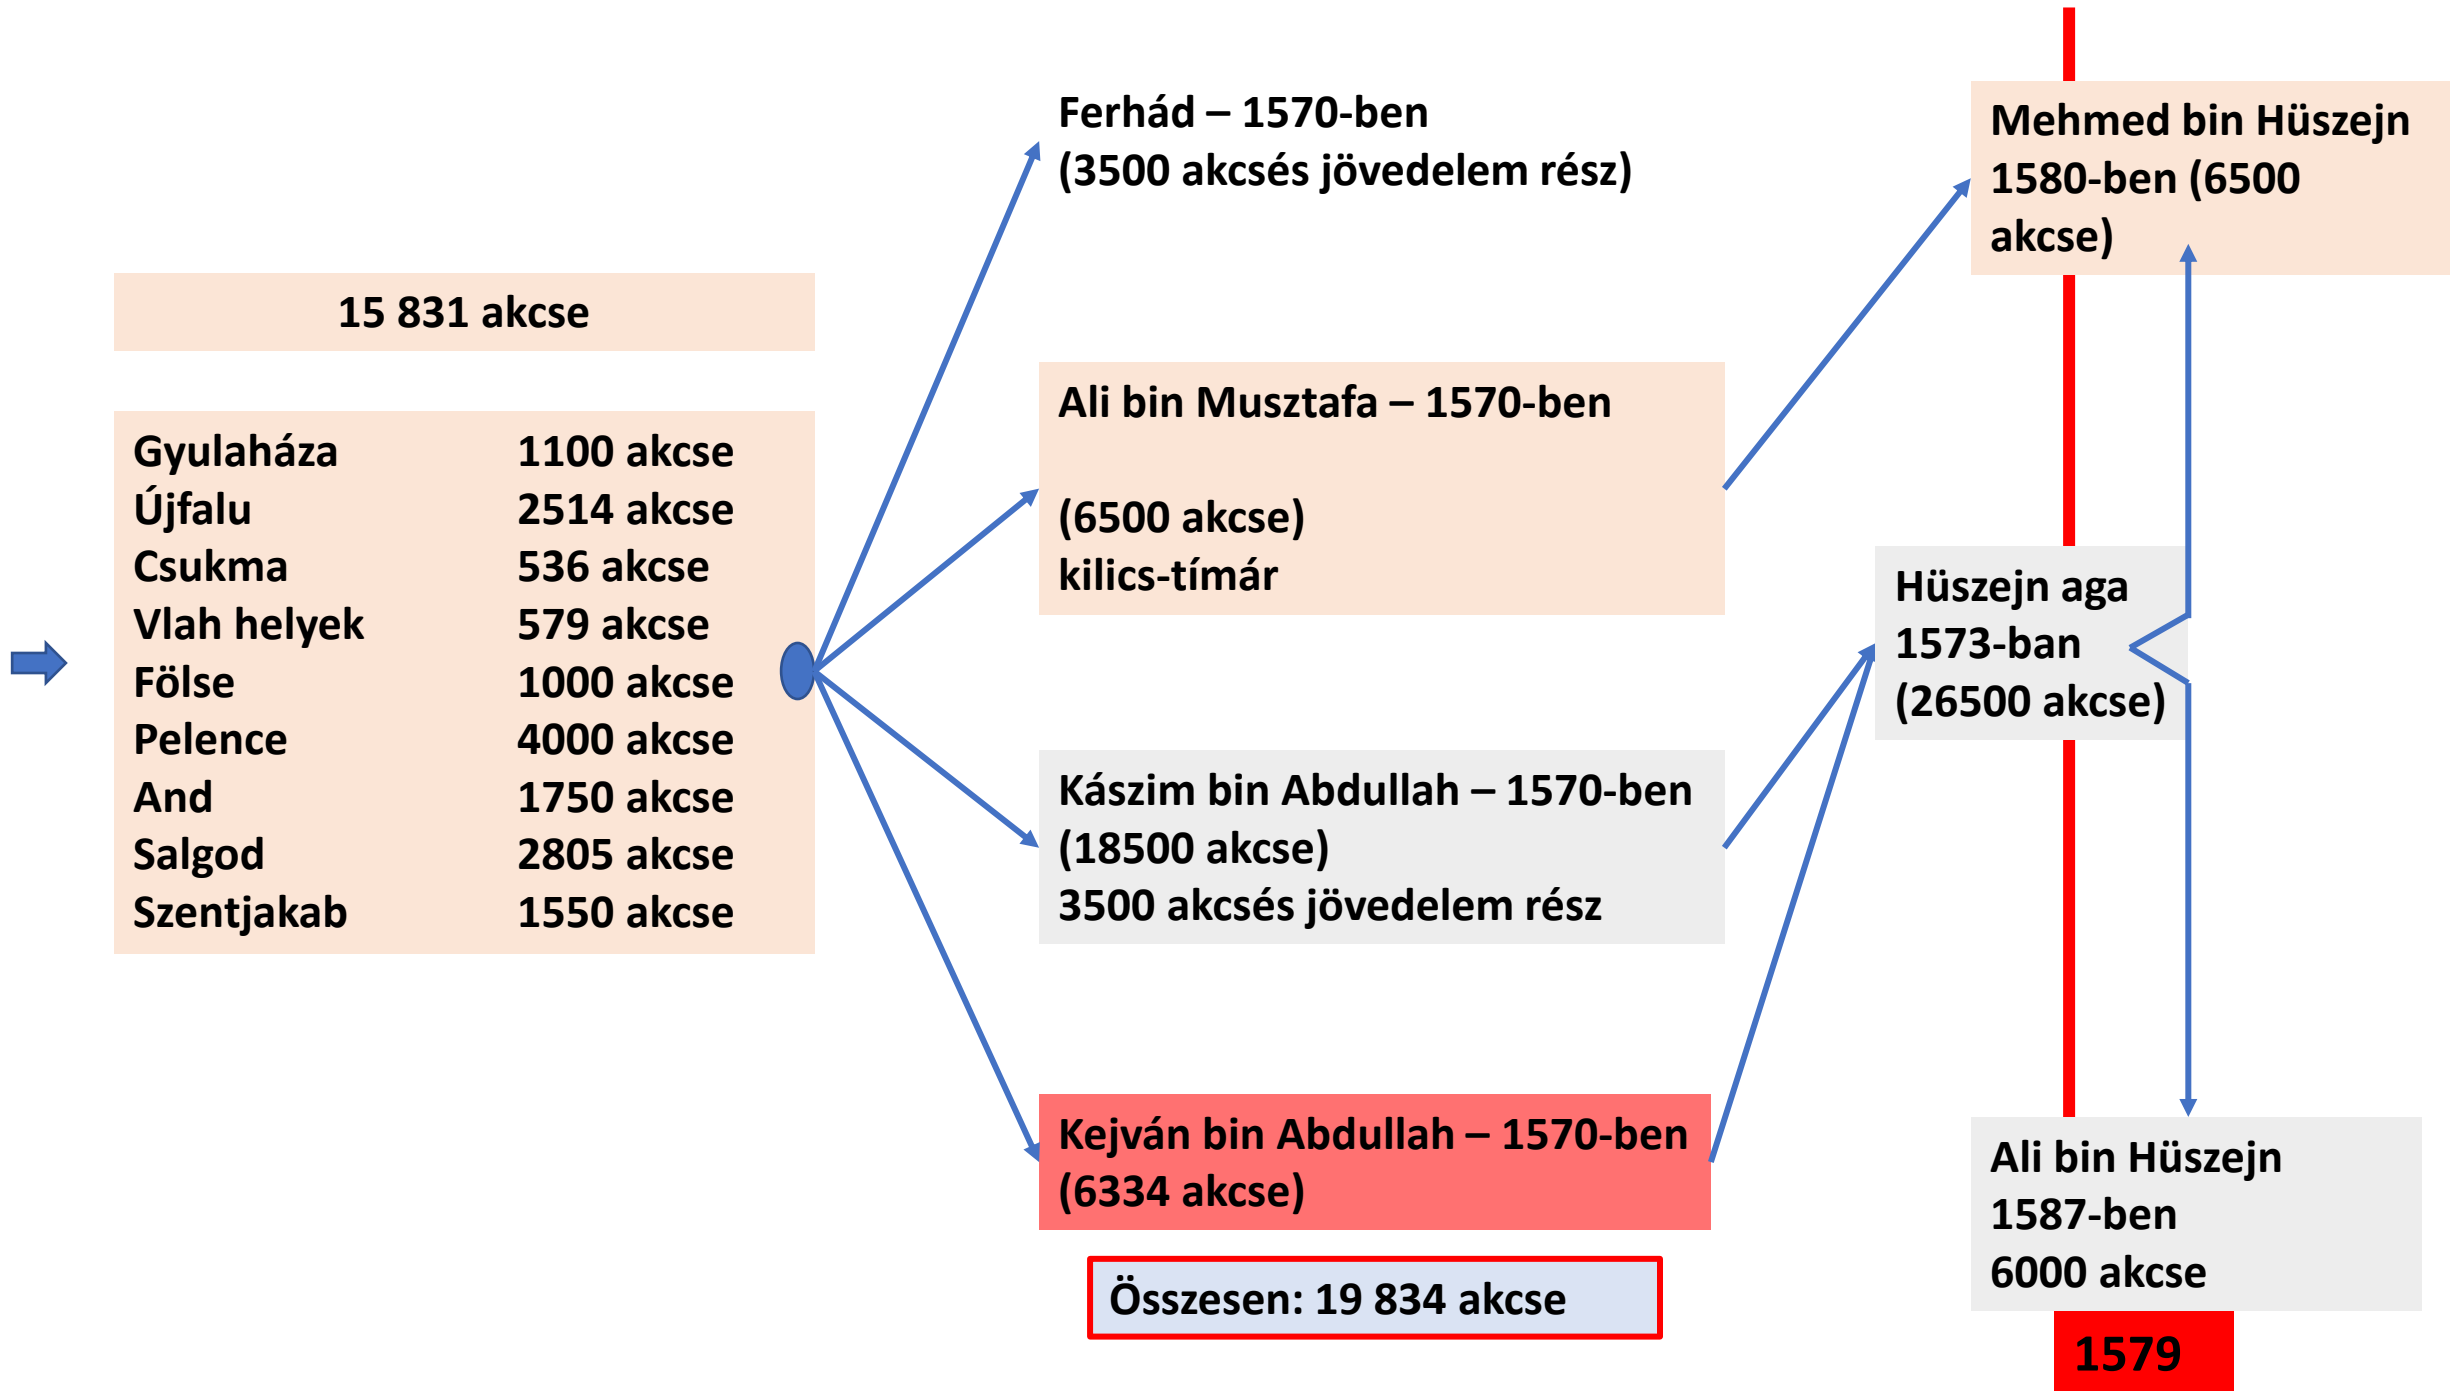 15 831 akcse
Gyulaháza 1100 akcse
Újfalu 2514 akcse
Csukma 536 akcse
Vlah helyek 579 akcse
Fölse 1000 akcse
Pelence 4000 akcse
And 1750 akcse
Salgod 2805 akcse
Szentjakab 1550 akcse
Ferhád – 1570-ben
(3500 akcsés jövedelem rész)
Ali bin Musztafa – 1570-ben
(6500 akcse)
kilics-tímár
Kászim bin Abdullah – 1570-ben
(18500 akcse)
3500 akcsés jövedelem rész
Kejván bin Abdullah – 1570-ben
(6334 akcse)
Összesen: 19 834 akcse
Mehmed bin Hüszejn
1580-ben (6500
akcse)
Hüszejn aga
1573-ban
(26500 akcse)
Ali bin Hüszejn
1587-ben
6000 akcse
1579